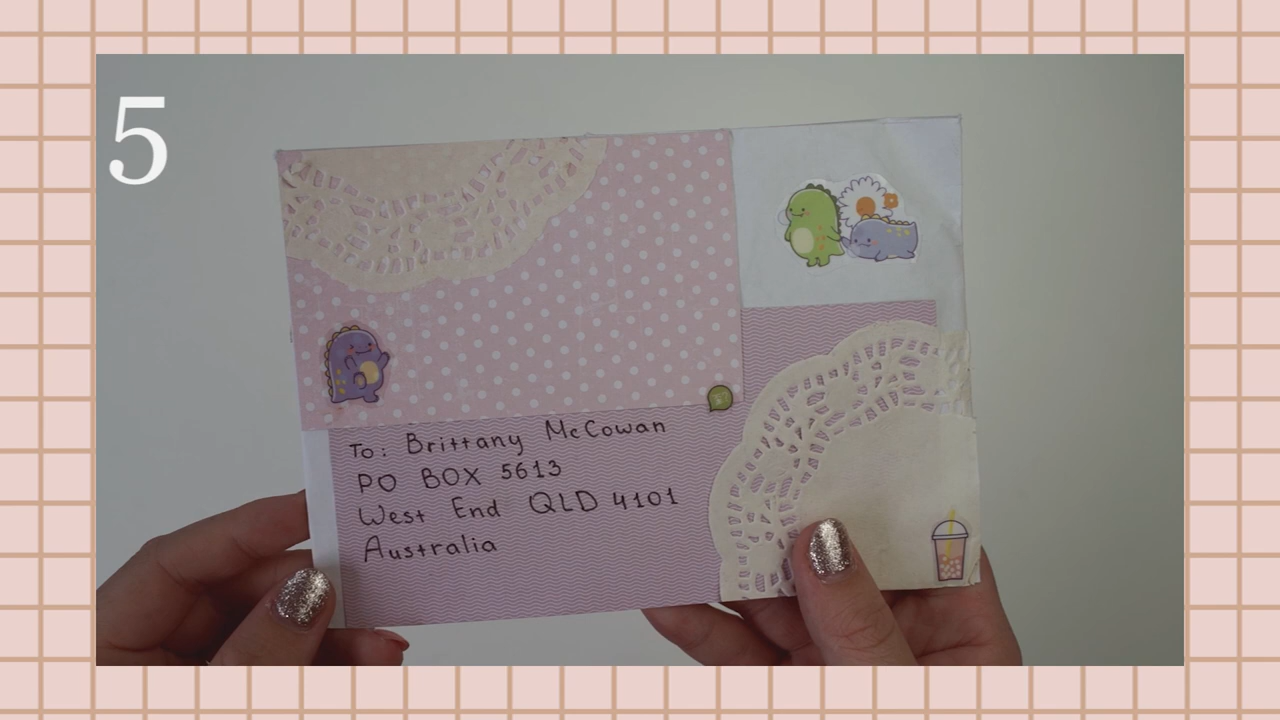 5
To: Brittany McCowan
PO BOX 5613
West End QLD 4101
Australia